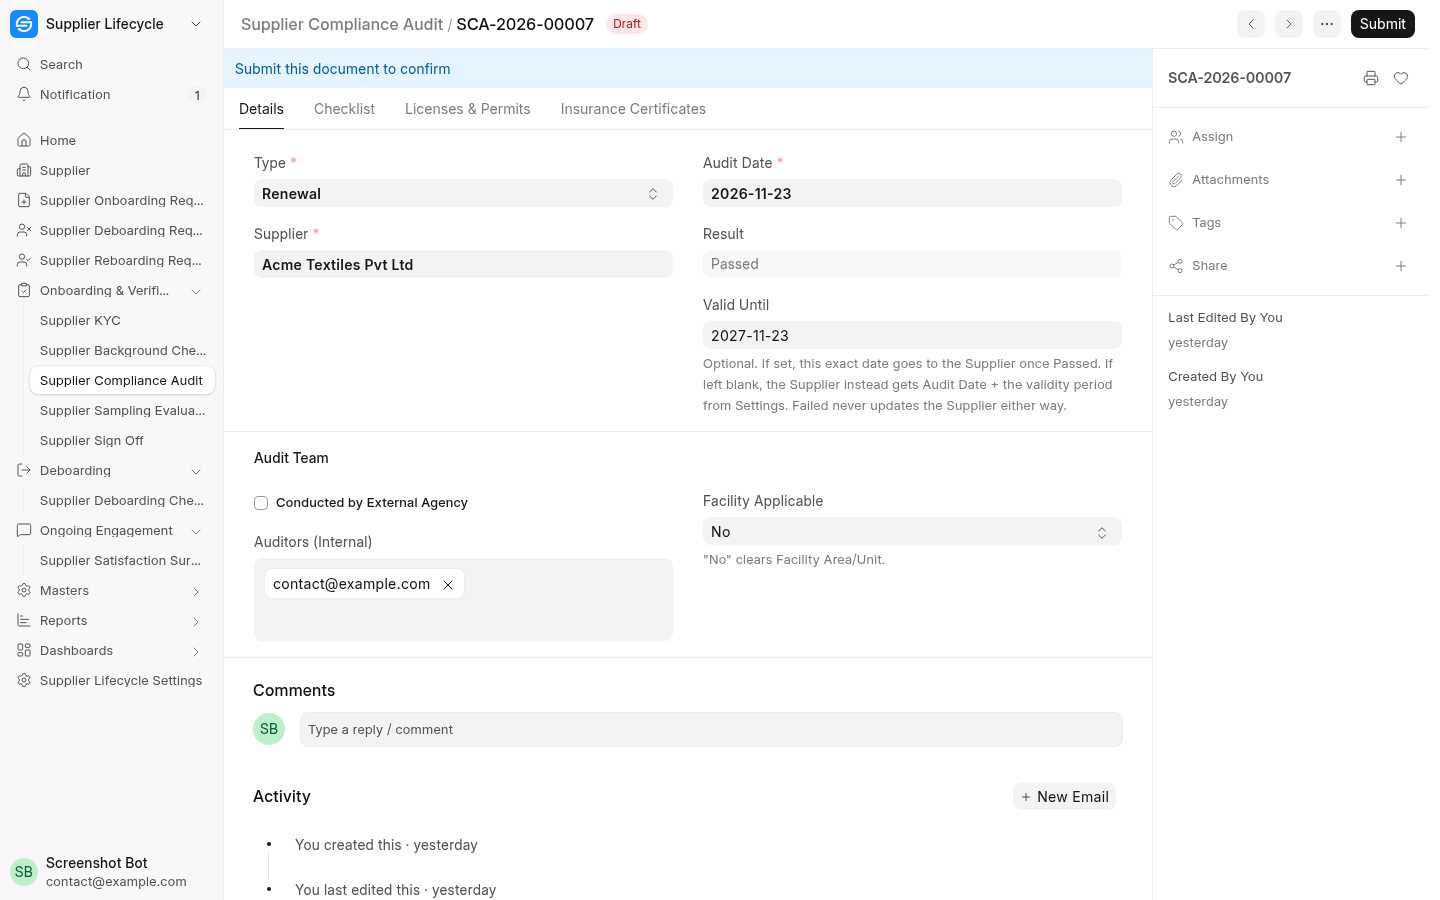 Supplier Lifecycle
Search
Notification 1
Home
Supplier
Supplier Onboarding Req...
Supplier Deboarding Req...
Supplier Reboarding Req...
Onboarding & Verifi...
Supplier KYC
Supplier Background Che...
Supplier Compliance Audit
Supplier Sampling Evalua...
Supplier Sign Off
Deboarding
Supplier Deboarding Che...
Ongoing Engagement
Supplier Satisfaction Sur...
Masters
Reports
Dashboards
Supplier Lifecycle Settings
SB
Screenshot Bot
contact@example.com
Supplier Compliance Audit / SCA-2026-00007 Draft
Submit
Submit this document to confirm
Details Checklist Licenses & Permits Insurance Certificates
Type *
Renewal
Supplier *
Acme Textiles Pvt Ltd
Audit Date *
2026-11-23
Result
Passed
Valid Until
2027-11-23
Optional. If set, this exact date goes to the Supplier once Passed. If
left blank, the Supplier instead gets Audit Date + the validity period
from Settings. Failed never updates the Supplier either way.
Audit Team
Conducted by External Agency
Auditors (Internal)
contact@example.com
Facility Applicable
No
"No" clears Facility Area/Unit.
Comments
SB
Type a reply / comment
Activity
New Email
You created this · yesterday
You last edited this · yesterday
SCA-2026-00007
Assign
Attachments
Tags
Share
Last Edited By You
yesterday
Created By You
yesterday